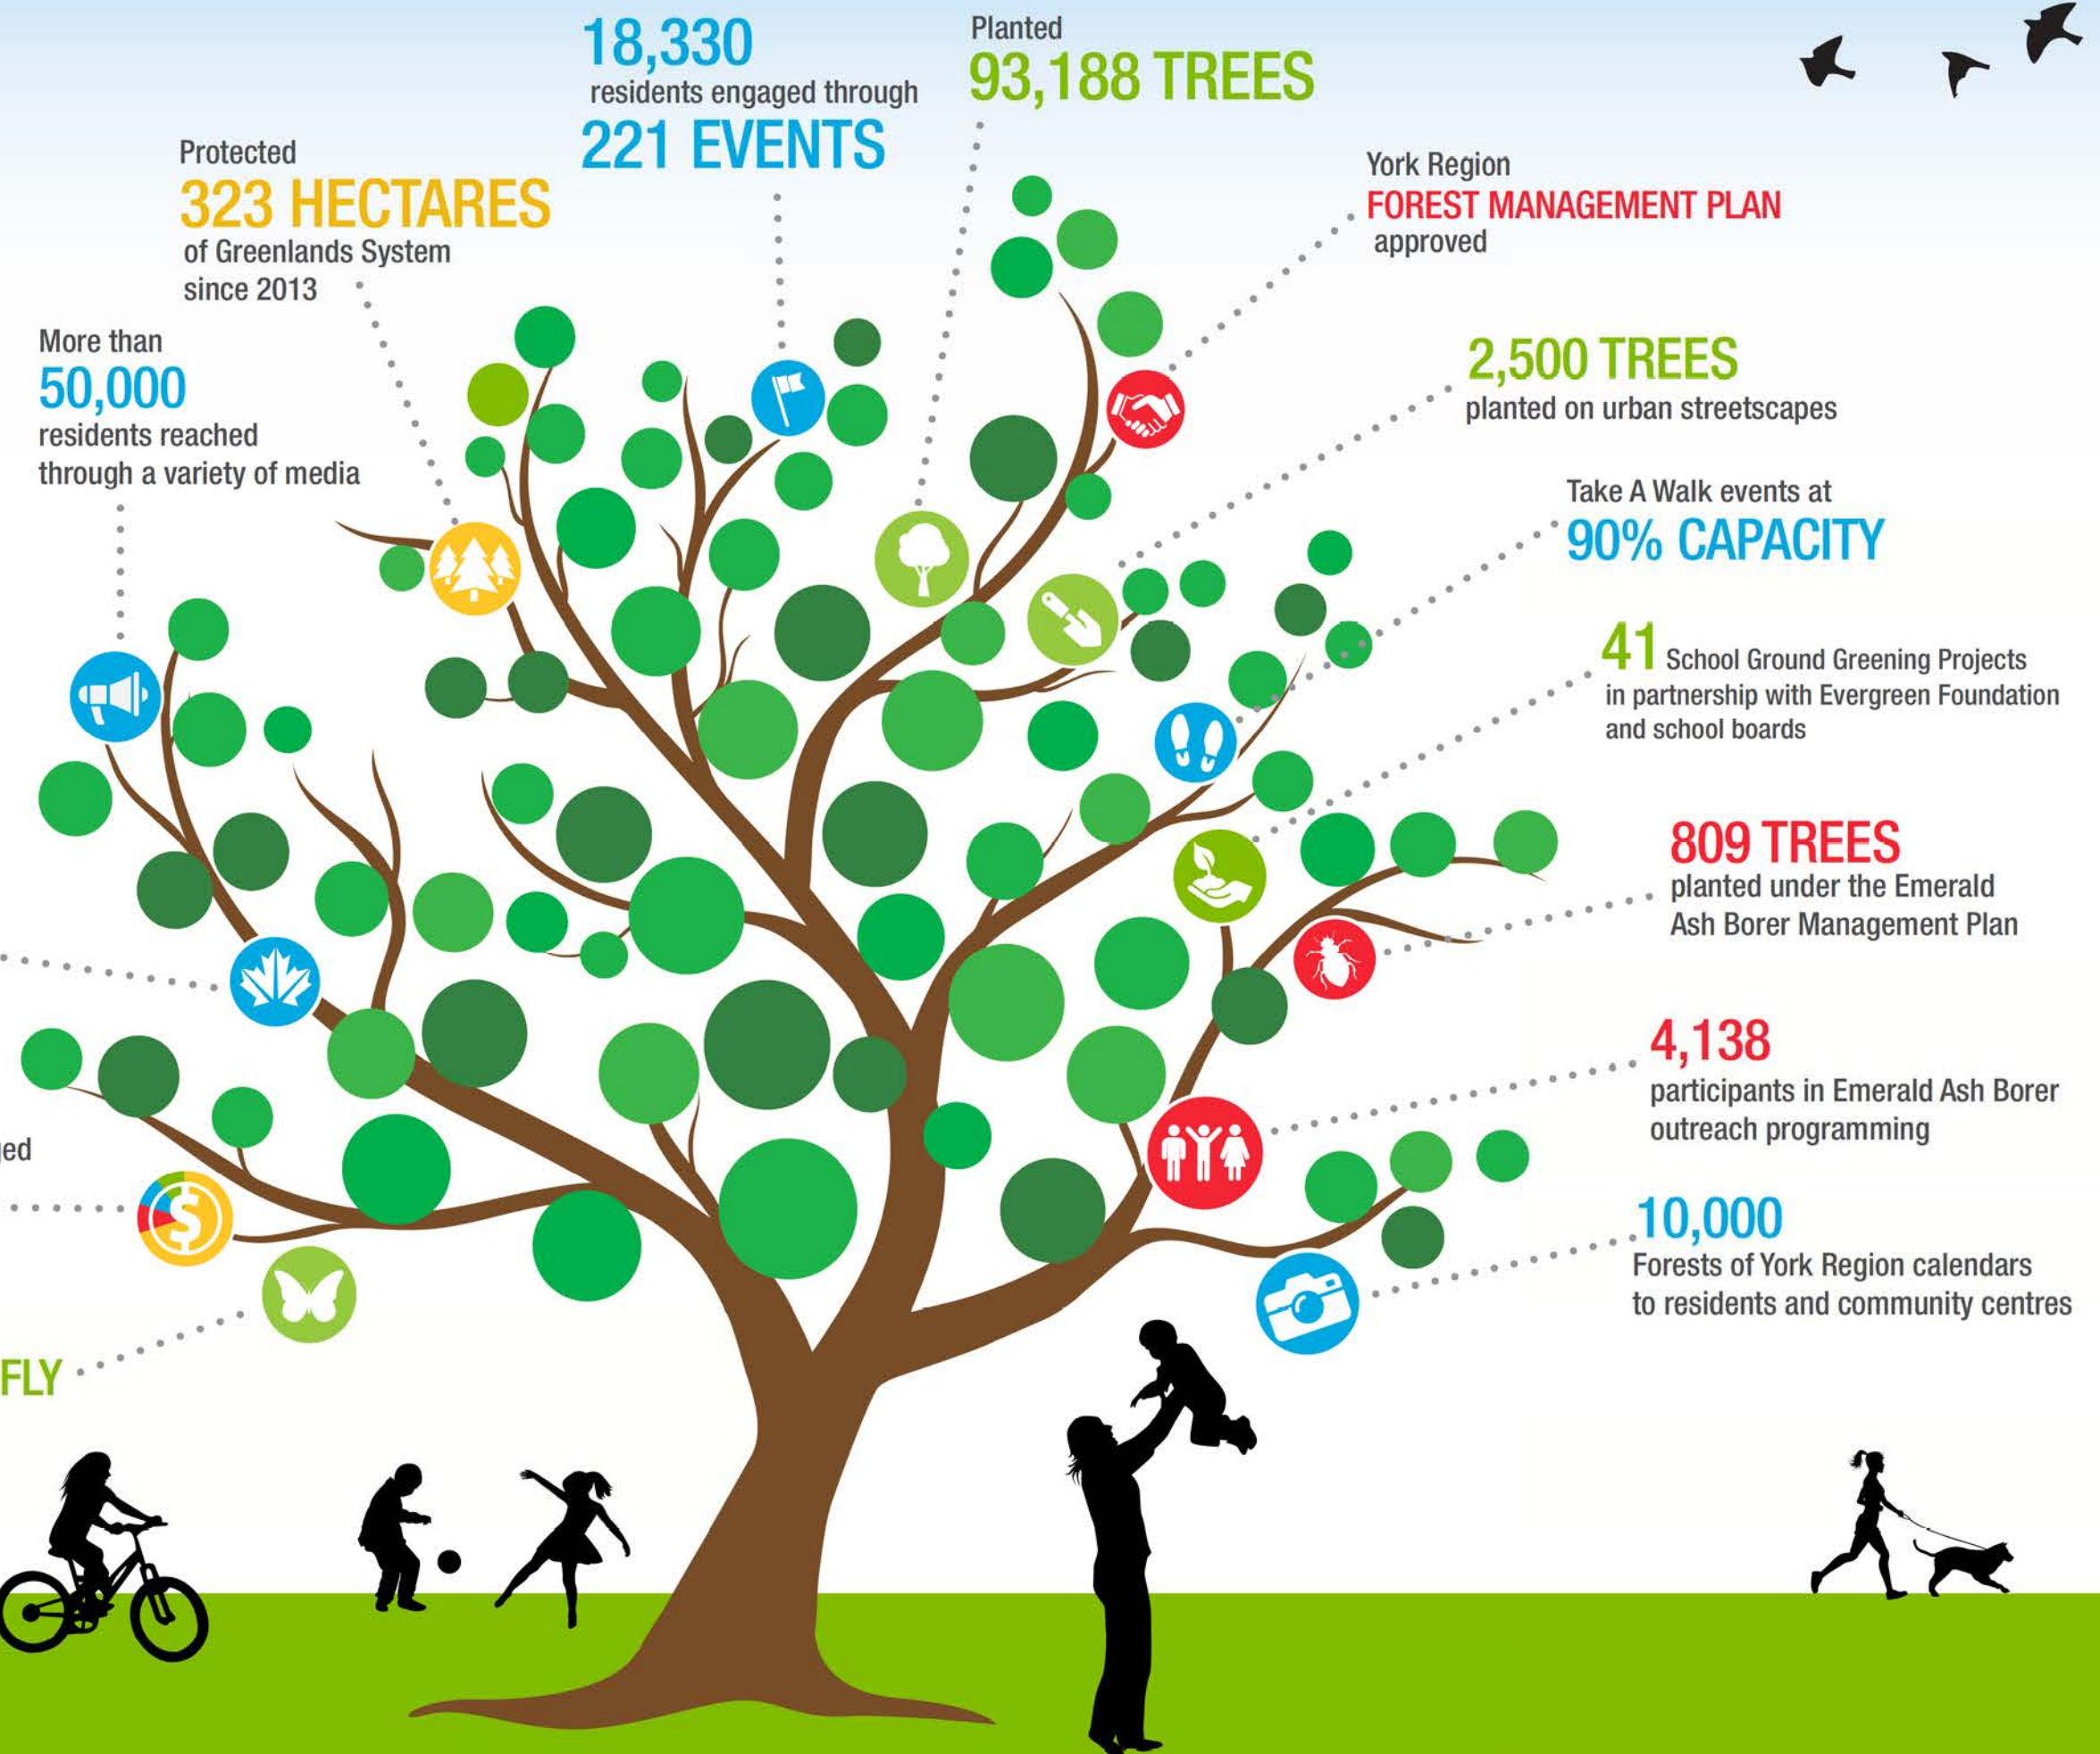 18,330
residents engaged through
221 EVENTS
Planted
93,188 TREES
Protected
323 HECTARES
of Greenlands System
since 2013
York Region
FOREST MANAGEMENT PLAN
approved
More than
50,000
residents reached
through a variety of media
2,500 TREES
planted on urban streetscapes
Take A Walk events at
90% CAPACITY
41 School Ground Greening Projects
in partnership with Evergreen Foundation
and school boards
809 TREES
planted under the Emerald
Ash Borer Management Plan
4,138
participants in Emerald Ash Borer
outreach programming
ed
$
10,000
Forests of York Region calendars
to residents and community centres
FLY